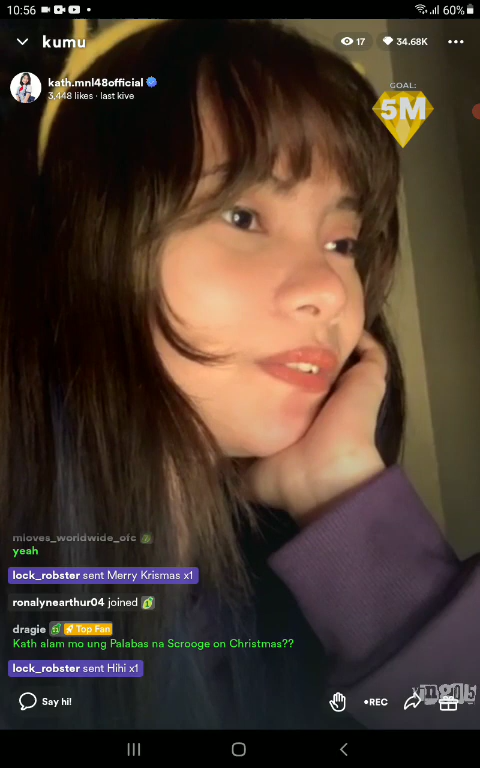 10:56
60%
kumu
17
34.68K
kath.mnl48official
3,448 likes · last kive
GOAL:
5M
mloves_worldwide_ofc
yeah
lock_robster sent Merry Krismas x1
ronalynearthur04 joined
dragie Top Fan
Kath alam mo ung Palabas na Scrooge on Christmas??
lock_robster sent Hihi x1
Say hi!
•REC